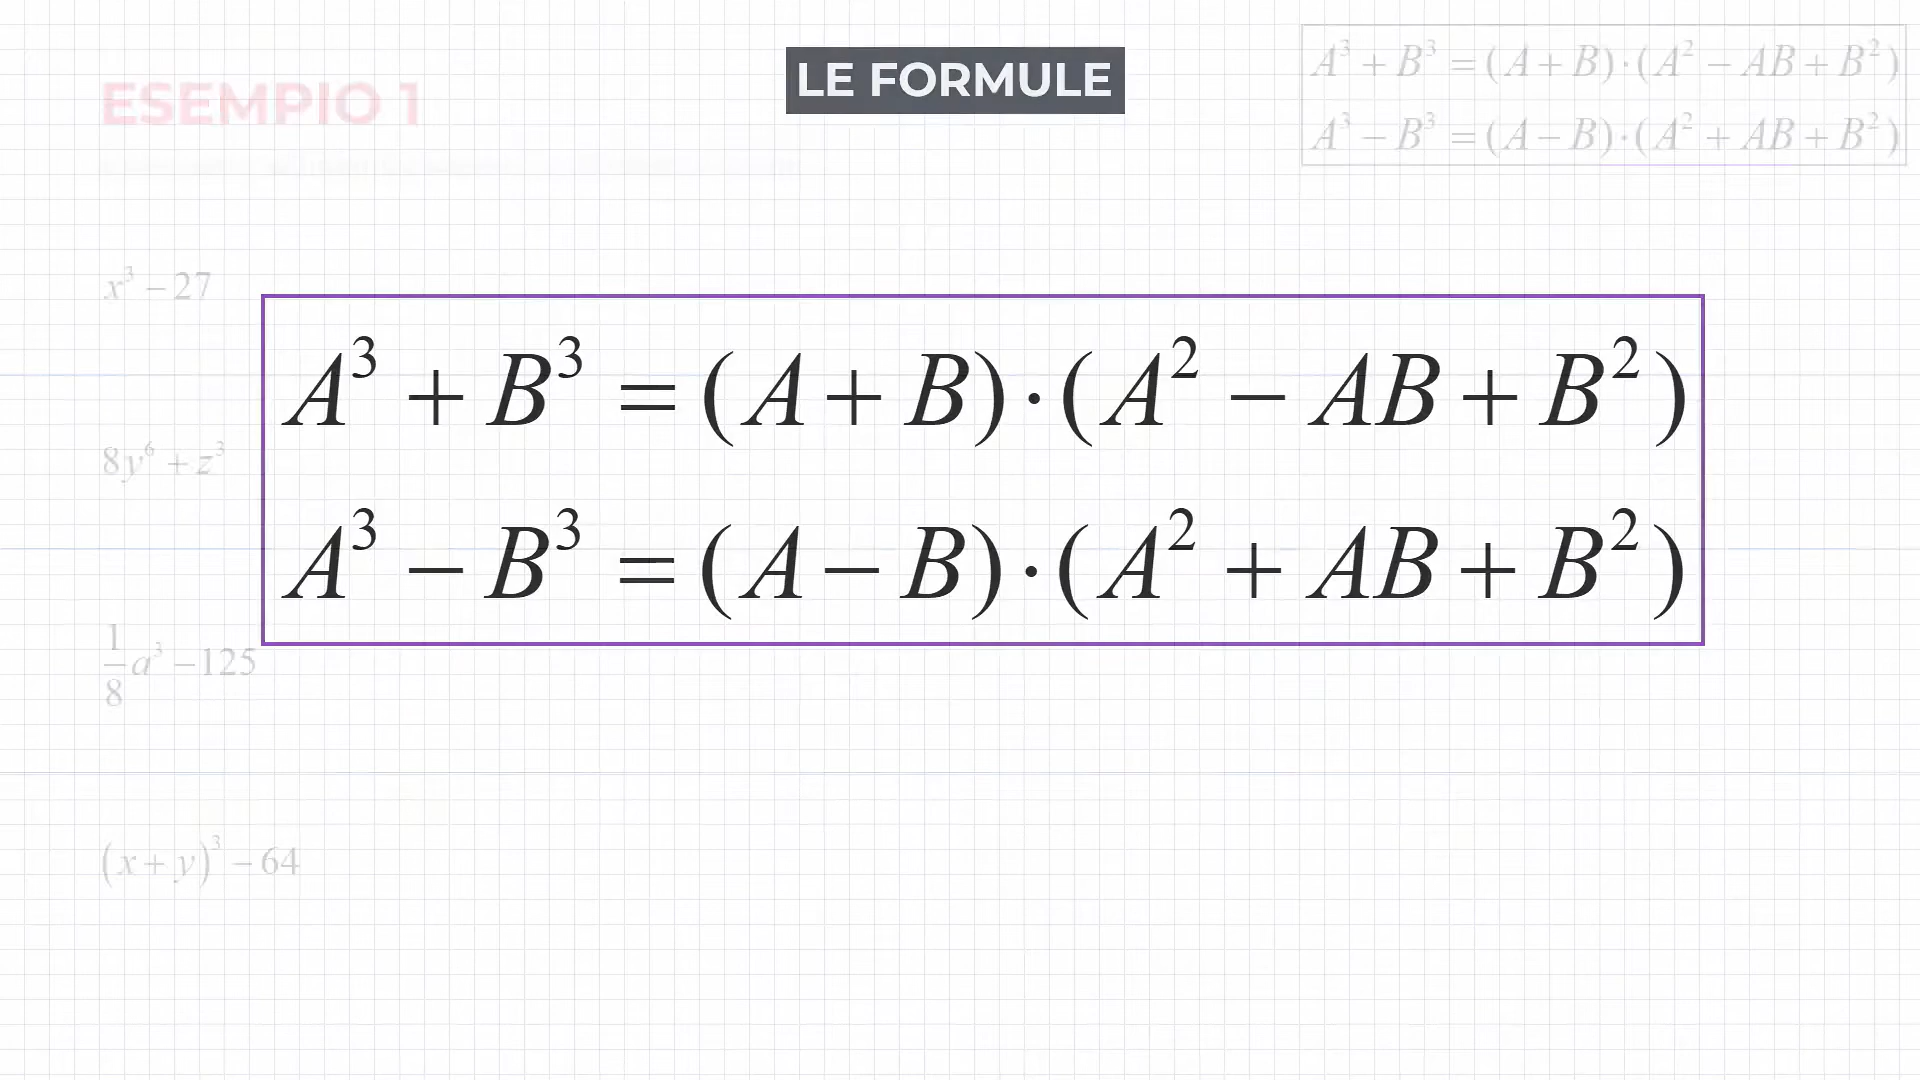 LE FORMULE
ESEMPIO 1
A³ + B³ = (A + B)·(A² − AB + B²)
A³ − B³ = (A − B)·(A² + AB + B²)
x³ − 27
A³ + B³ = (A + B)·(A² − AB + B²)
8y⁶ + z³
A³ − B³ = (A − B)·(A² + AB + B²)
1/8 a³ − 125
(x + y)³ − 64